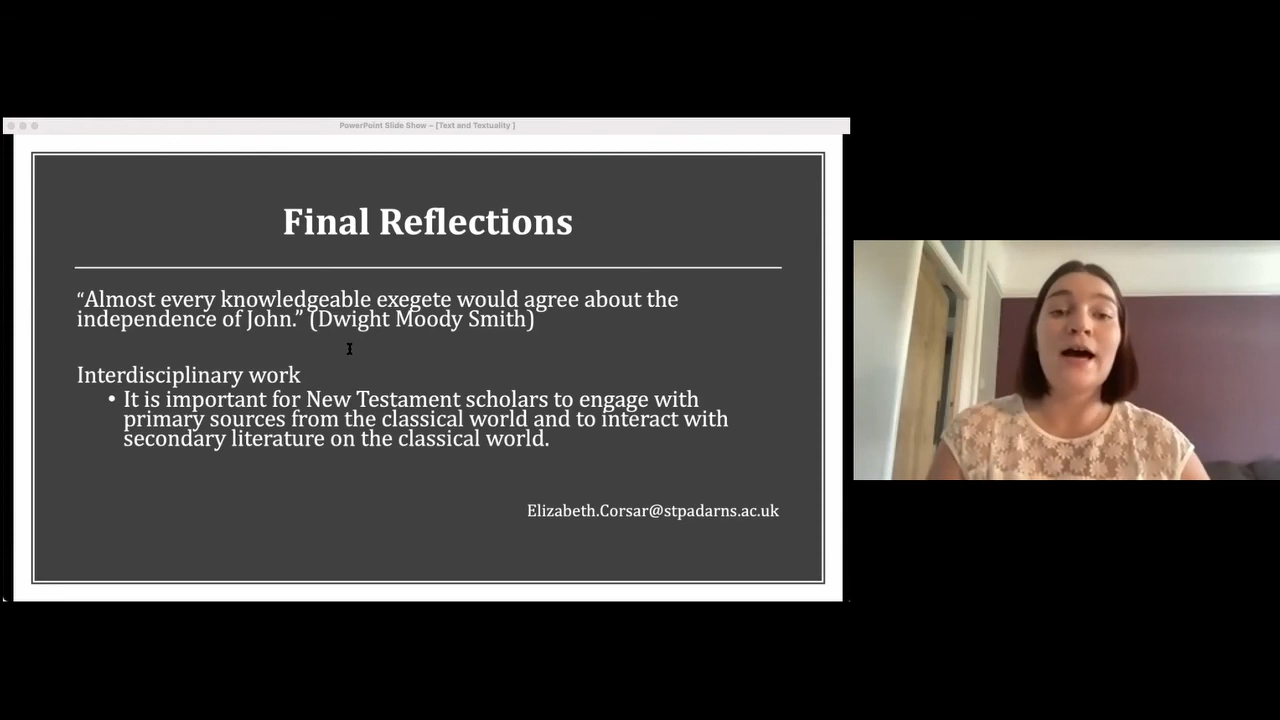 PowerPoint Slide Show – [Text and Textuality ]
Final Reflections
“Almost every knowledgeable exegete would agree about the
independence of John.” (Dwight Moody Smith)
Interdisciplinary work
• It is important for New Testament scholars to engage with
primary sources from the classical world and to interact with
secondary literature on the classical world.
Elizabeth.Corsar@stpadarns.ac.uk